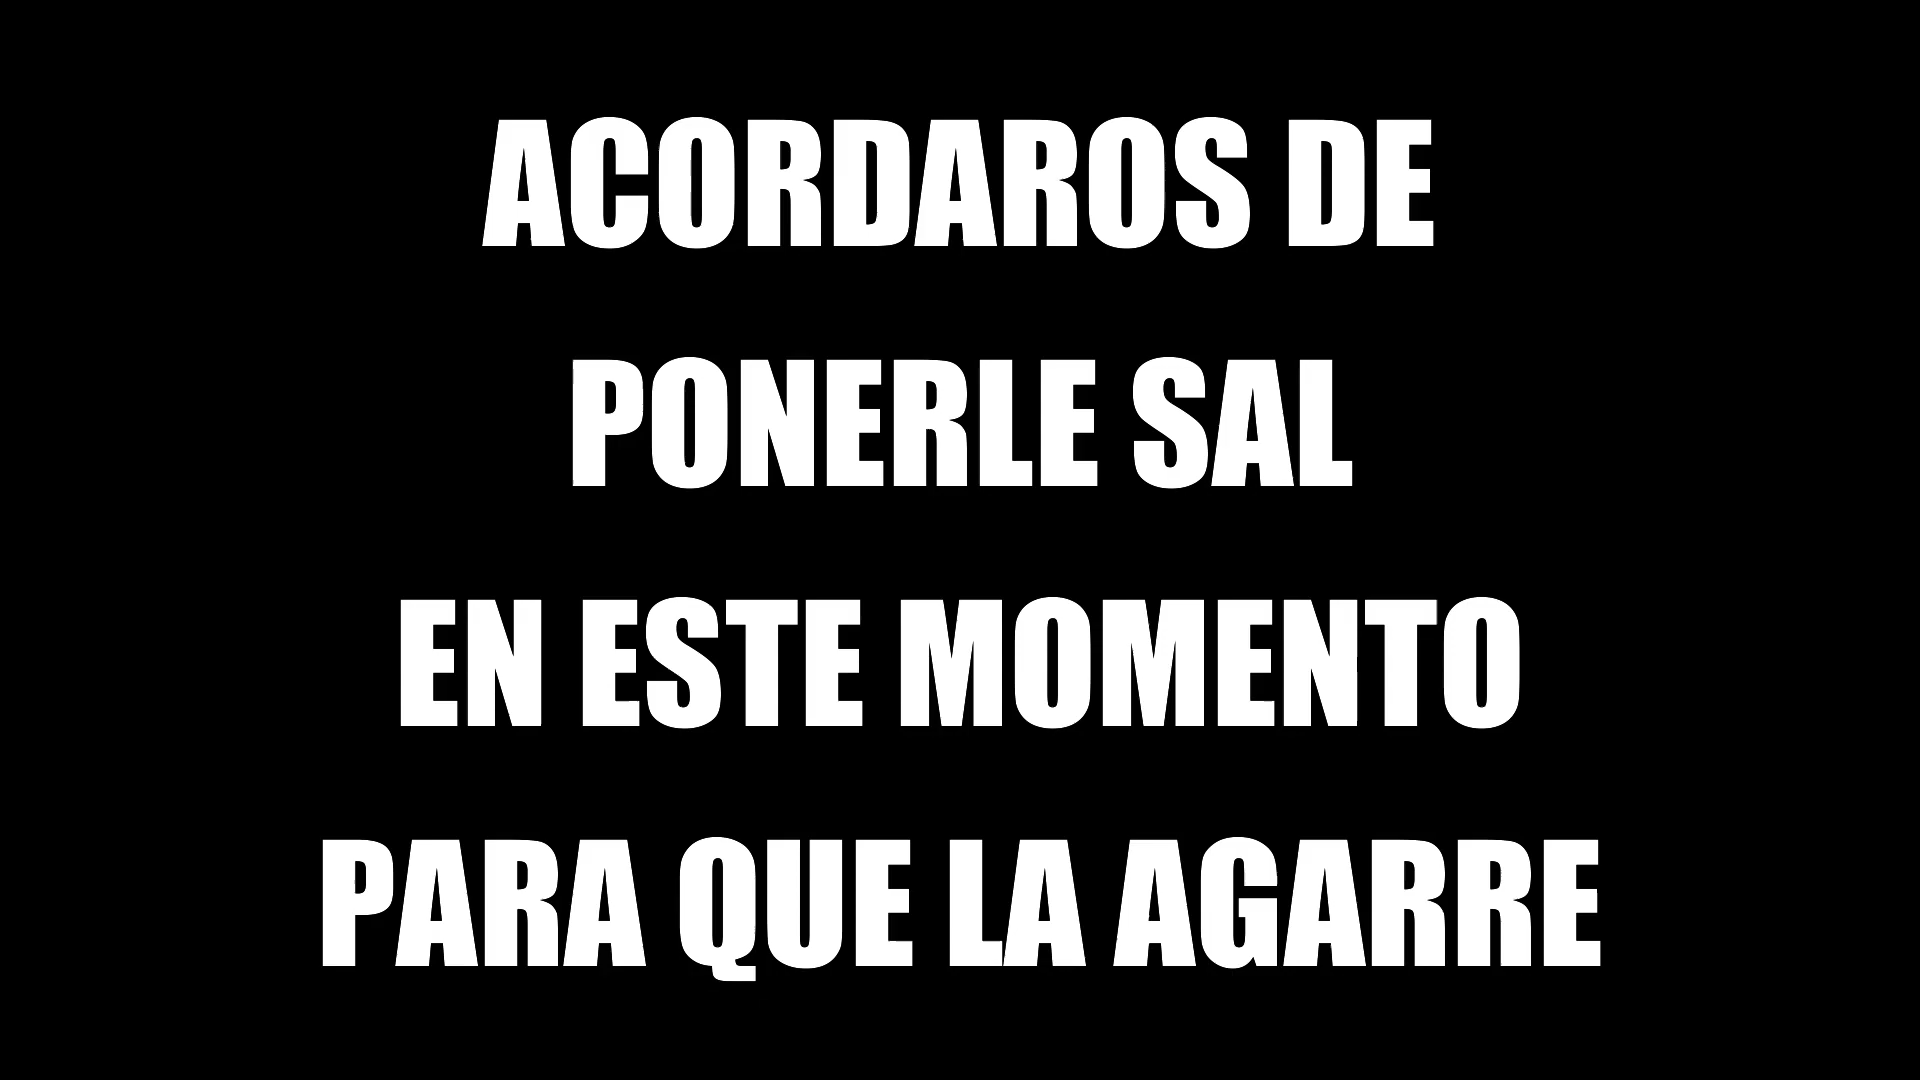 ACORDAROS DE
PONERLE SAL
EN ESTE MOMENTO
PARA QUE LA AGARRE